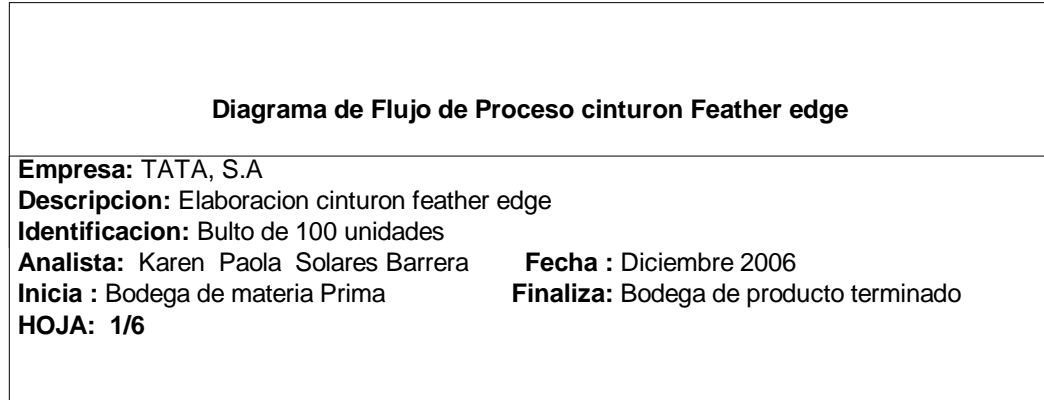 Diagrama de Flujo de Proceso cinturon Feather edge
Empresa: TATA, S.A
Descripcion: Elaboracion cinturon feather edge
Identificacion: Bulto de 100 unidades
Analista: Karen Paola Solares Barrera Fecha : Diciembre 2006
Inicia : Bodega de materia Prima Finaliza: Bodega de producto terminado
HOJA: 1/6